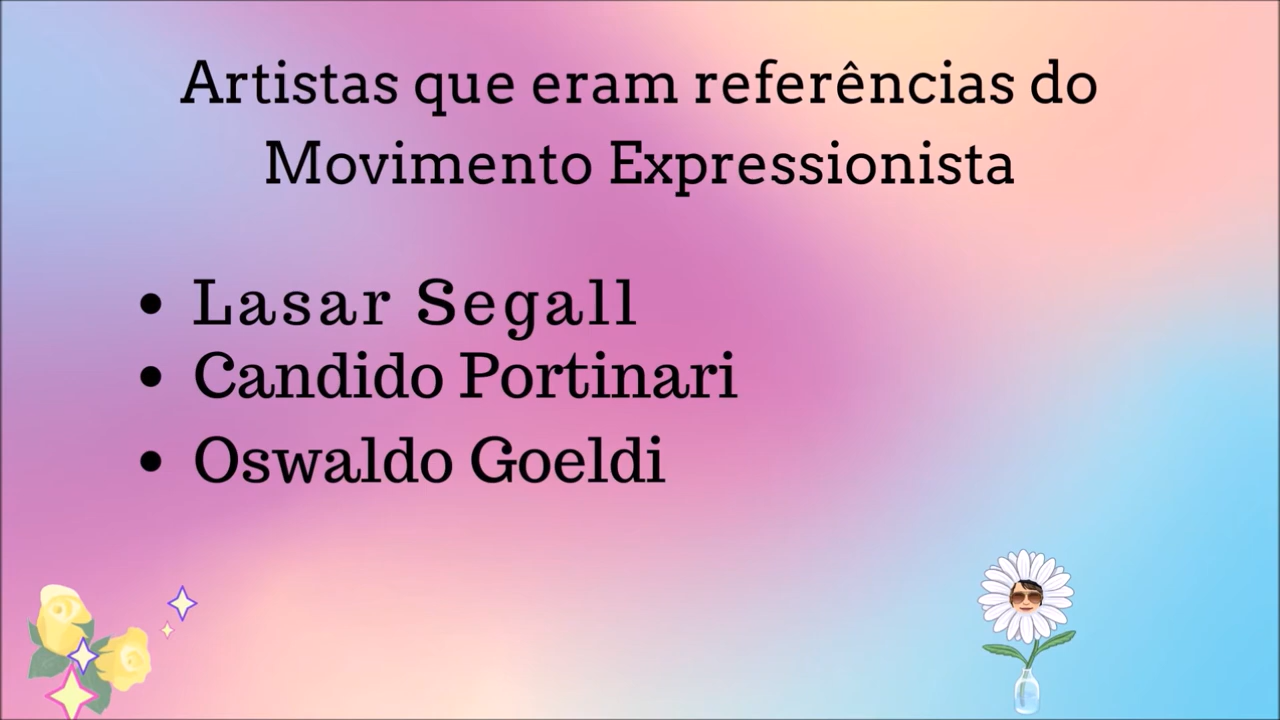 Artistas que eram referências do
Movimento Expressionista
• Lasar Segall
• Candido Portinari
• Oswaldo Goeldi